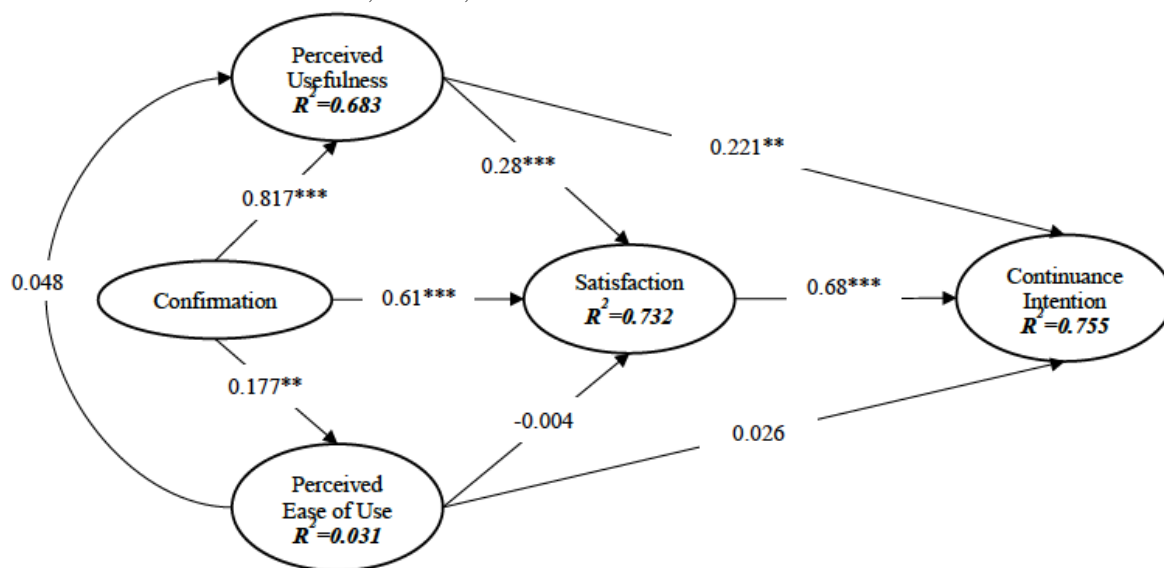 Perceived
Usefulness
R²=0.683
0.221**
0.28***
0.817***
0.048
Confirmation
0.61***
Satisfaction
R²=0.732
0.68***
Continuance
Intention
R²=0.755
0.177**
-0.004
0.026
Perceived
Ease of Use
R²=0.031